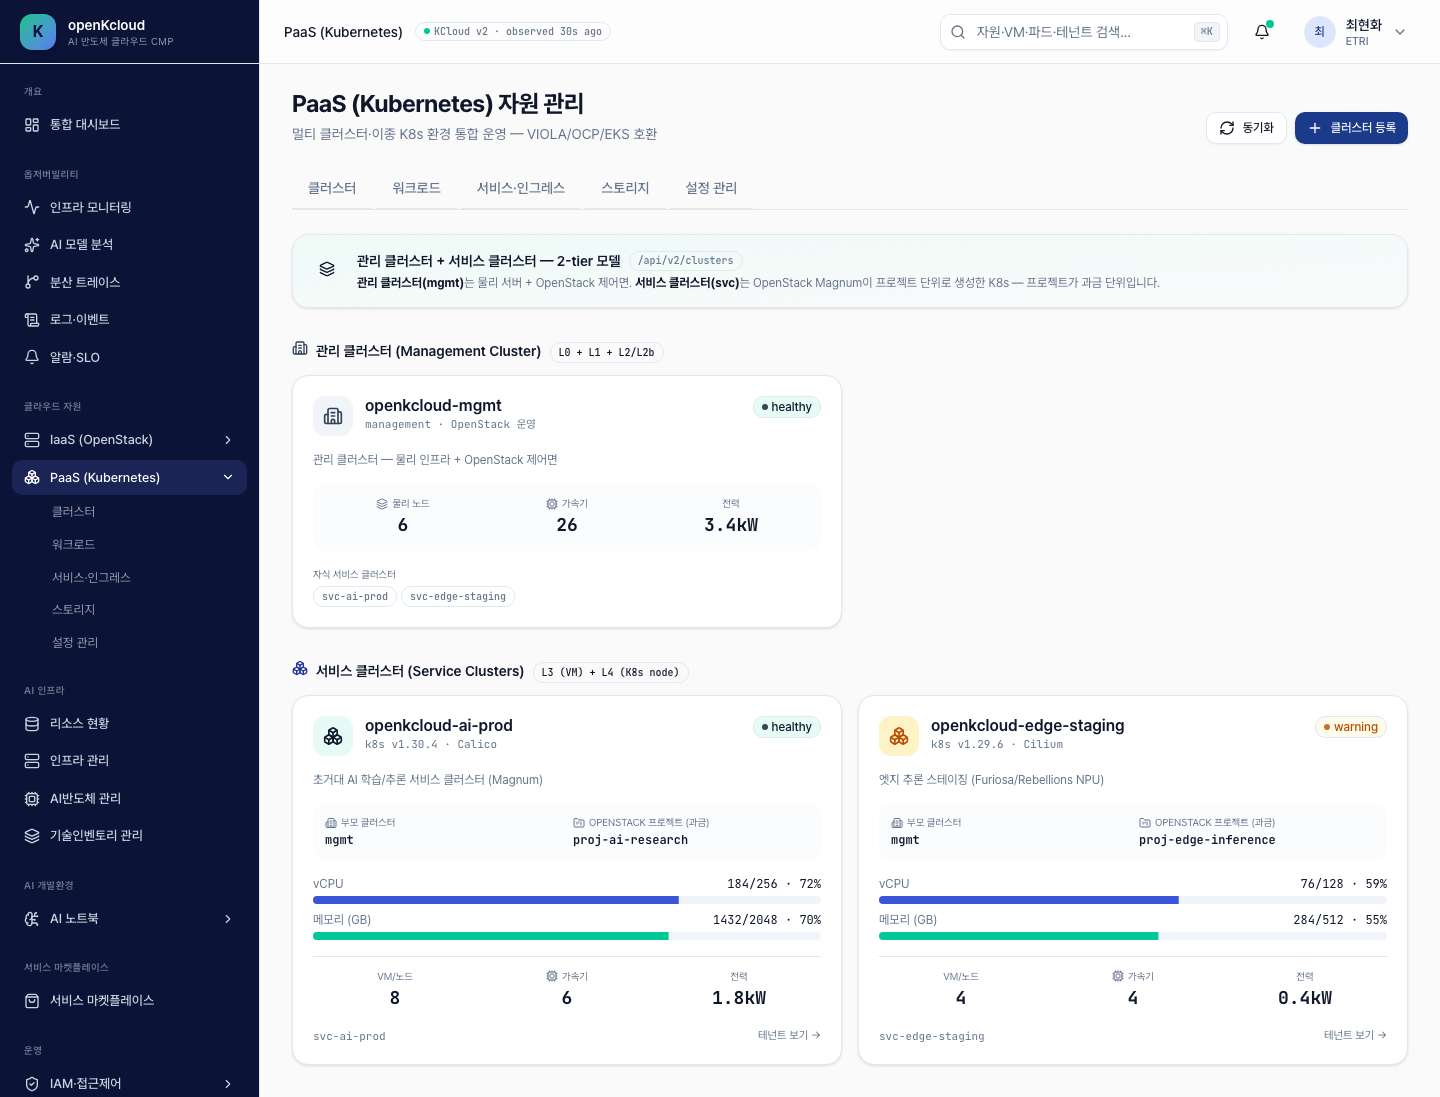 K
openKcloud
AI 반도체 클라우드 CMP
개요
통합 대시보드
옵저버빌리티
인프라 모니터링
AI 모델 분석
분산 트레이스
로그·이벤트
알람·SLO
클라우드 자원
IaaS (OpenStack)
PaaS (Kubernetes)
클러스터
워크로드
서비스·인그레스
스토리지
설정 관리
AI 인프라
리소스 현황
인프라 관리
AI반도체 관리
기술인벤토리 관리
AI 개발환경
AI 노트북
서비스 마켓플레이스
서비스 마켓플레이스
운영
IAM·접근제어
PaaS (Kubernetes)
KCloud v2 · observed 30s ago
자원·VM·파드·테넌트 검색...
⌘K
최
최현화
ETRI
PaaS (Kubernetes) 자원 관리
멀티 클러스터·이종 K8s 환경 통합 운영 — VIOLA/OCP/EKS 호환
동기화
클러스터 등록
클러스터 워크로드 서비스·인그레스 스토리지 설정 관리
관리 클러스터 + 서비스 클러스터 — 2-tier 모델 /api/v2/clusters
관리 클러스터(mgmt)는 물리 서버 + OpenStack 제어면. 서비스 클러스터(svc)는 OpenStack Magnum이 프로젝트 단위로 생성한 K8s — 프로젝트가 과금 단위입니다.
관리 클러스터 (Management Cluster) L0 + L1 + L2/L2b
openkcloud-mgmt
healthy
management · OpenStack 운영
관리 클러스터 — 물리 인프라 + OpenStack 제어면
물리 노드 가속기 전력
6 26 3.4kW
자식 서비스 클러스터
svc-ai-prod svc-edge-staging
서비스 클러스터 (Service Clusters) L3 (VM) + L4 (K8s node)
openkcloud-ai-prod
healthy
k8s v1.30.4 · Calico
초거대 AI 학습/추론 서비스 클러스터 (Magnum)
부모 클러스터 OPENSTACK 프로젝트 (과금)
mgmt proj-ai-research
vCPU 184/256 · 72%
메모리 (GB) 1432/2048 · 70%
VM/노드 가속기 전력
8 6 1.8kW
svc-ai-prod 테넌트 보기 →
openkcloud-edge-staging
warning
k8s v1.29.6 · Cilium
엣지 추론 스테이징 (Furiosa/Rebellions NPU)
부모 클러스터 OPENSTACK 프로젝트 (과금)
mgmt proj-edge-inference
vCPU 76/128 · 59%
메모리 (GB) 284/512 · 55%
VM/노드 가속기 전력
4 4 0.4kW
svc-edge-staging 테넌트 보기 →